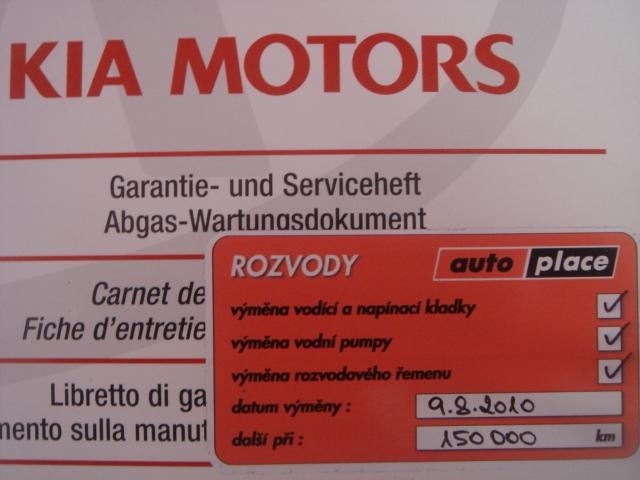 KIA MOTORS
Garantie- und Serviceheft
Abgas-Wartungsdokument
Carnet de
Fiche d'entretie
Libretto di ga
mento sulla manut
ROZVODY
auto place
výměna vodící a napínací kladky
výměna vodní pumpy
výměna rozvodového řemenu
datum výměny : 9.8.2010
další při : 150 000 km